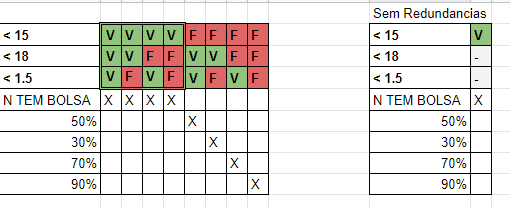 Sem Redundancias
< 15 V V V V F F F F < 15 V
< 18 V V F F V V F F < 18 -
< 1.5 V F V F V F V F < 1.5 -
N TEM BOLSA X X X X N TEM BOLSA X
50% X 50%
30% X 30%
70% X 70%
90% X 90%